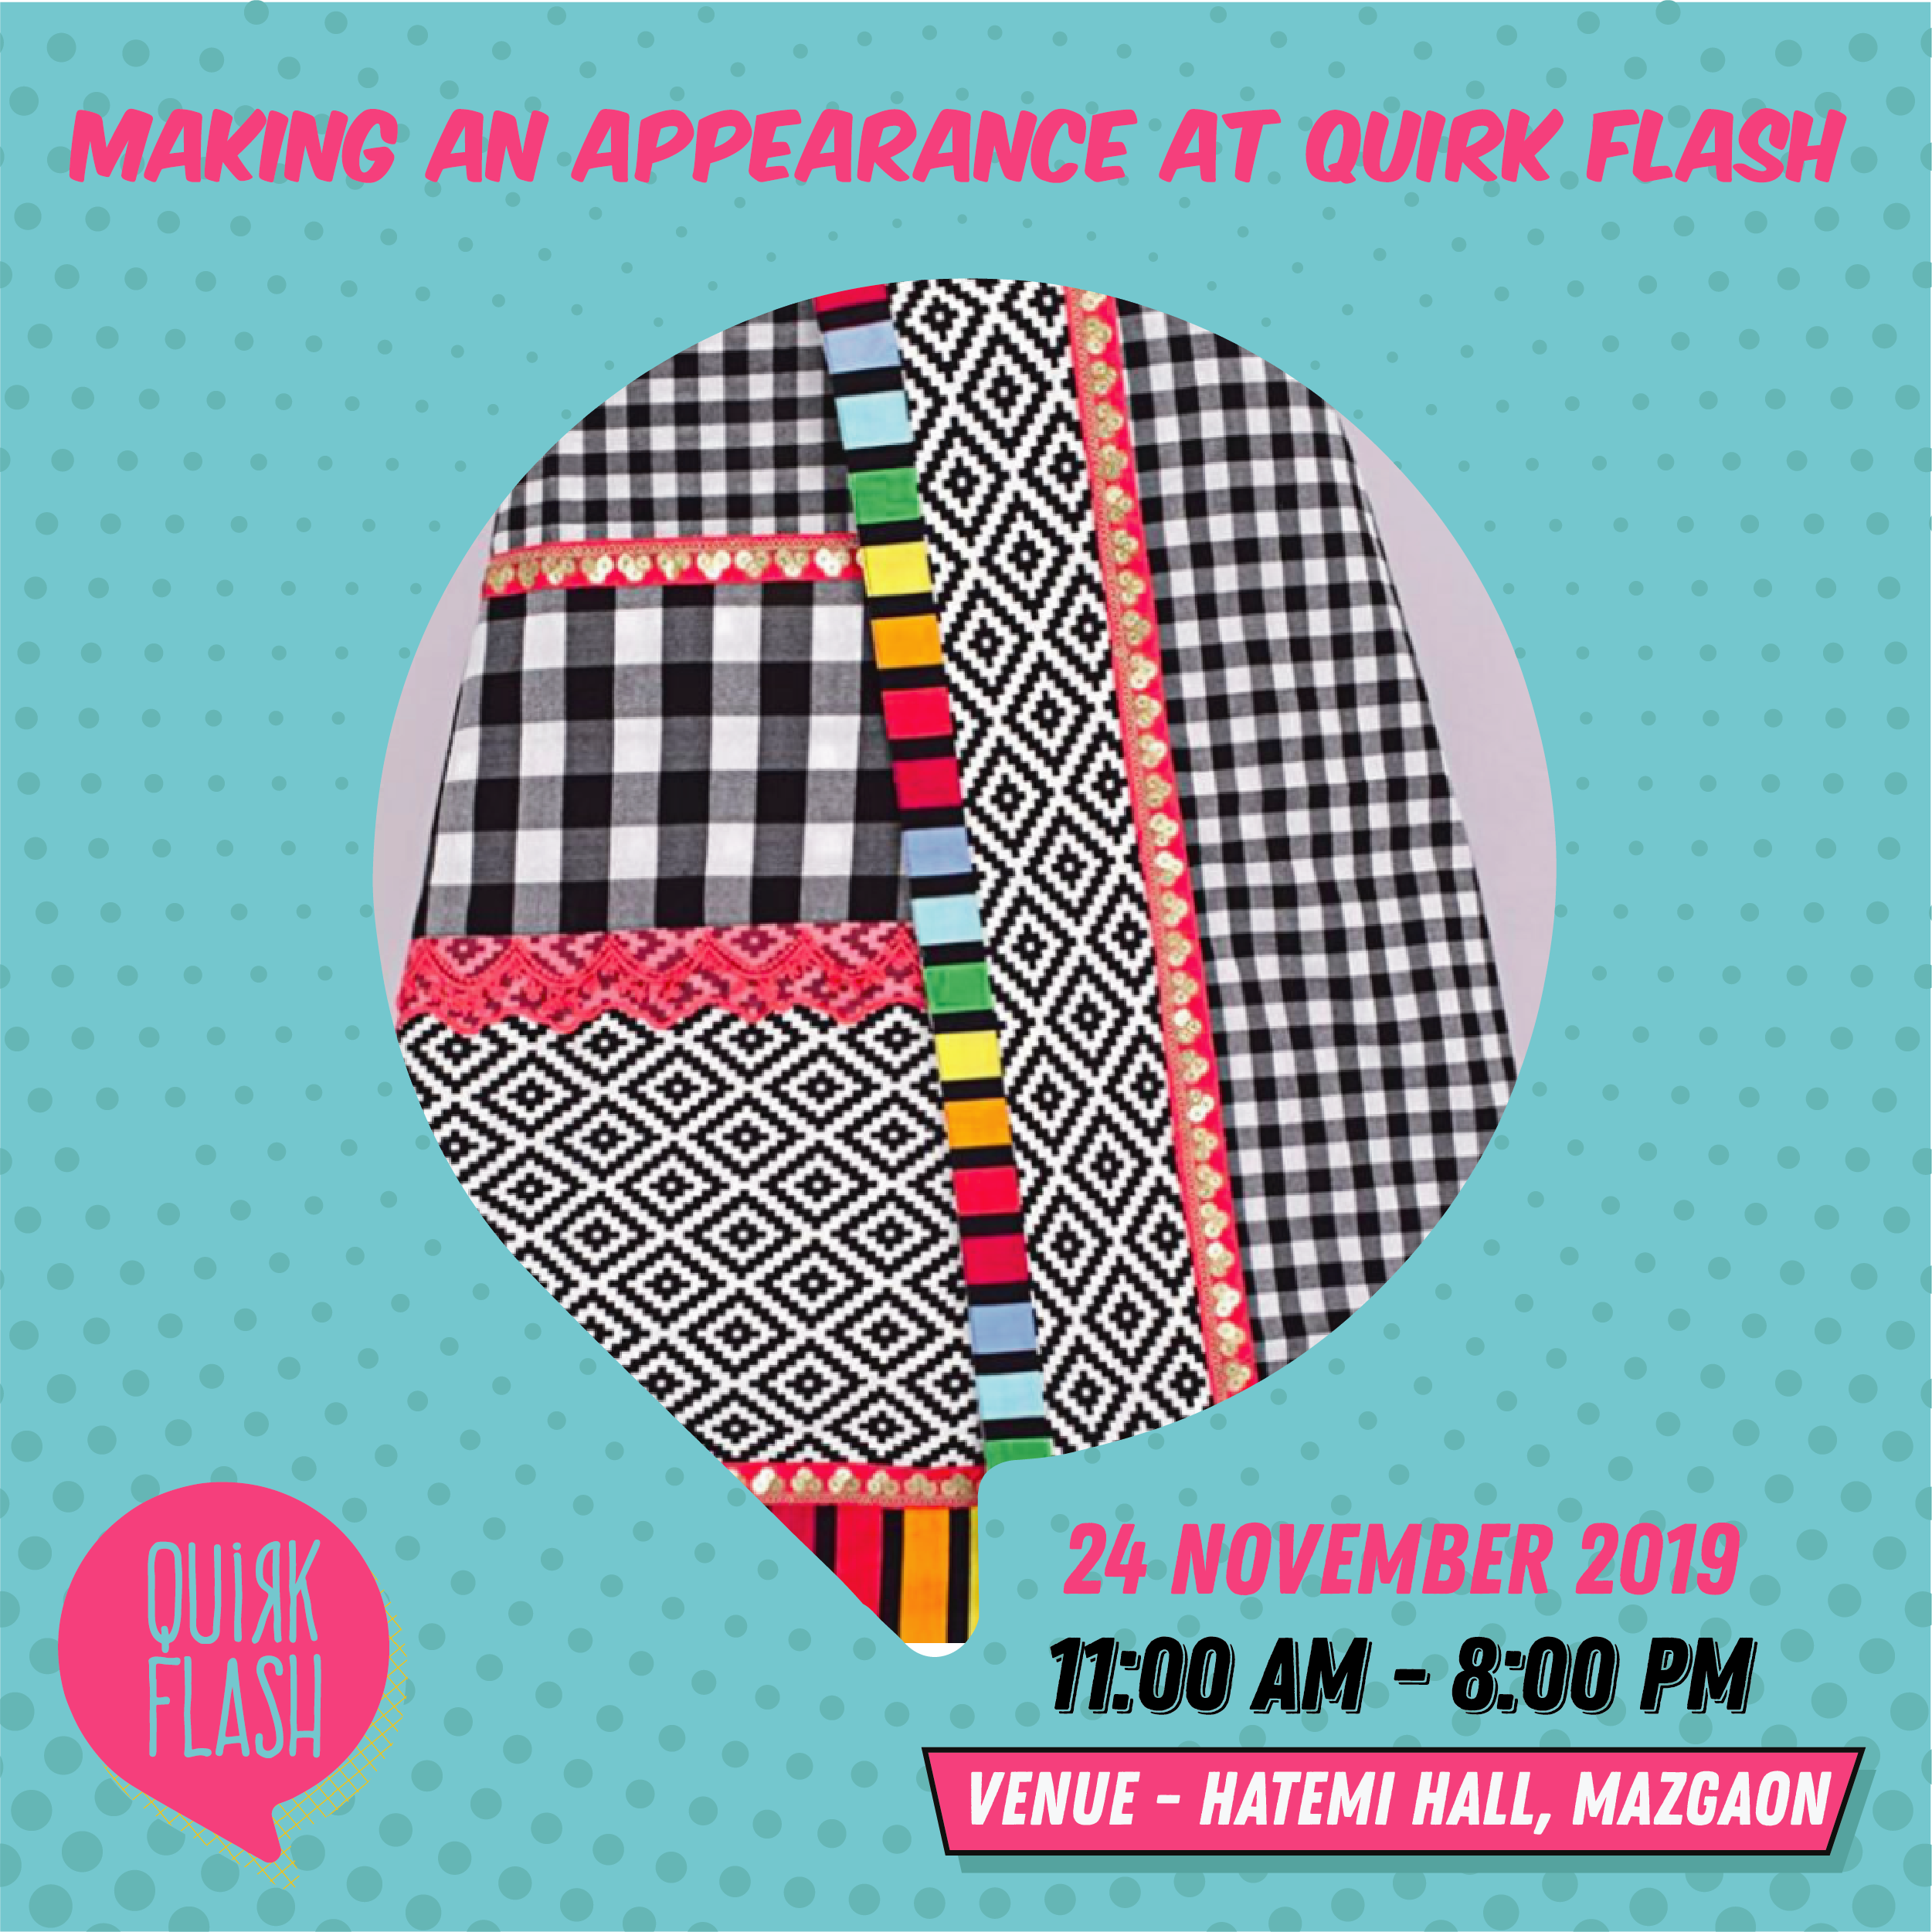 MAKING AN APPEARANCE AT QUIRK FLASH
QUiRK
FLASH
24 NOVEMBER 2019
11:00 AM - 8:00 PM
VENUE - HATEMI HALL, MAZGAON